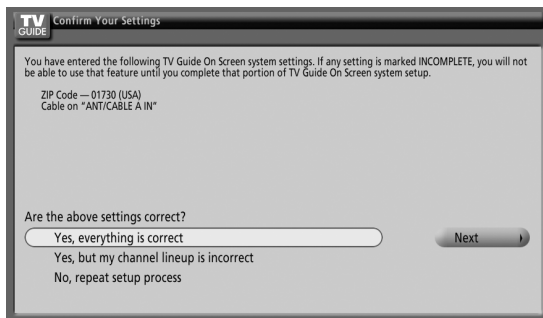 TV
GUIDE
Confirm Your Settings
You have entered the following TV Guide On Screen system settings. If any setting is marked INCOMPLETE, you will not
be able to use that feature until you complete that portion of TV Guide On Screen system setup.
ZIP Code — 01730 (USA)
Cable on “ANT/CABLE A IN”
Are the above settings correct?
Yes, everything is correct
Next
Yes, but my channel lineup is incorrect
No, repeat setup process